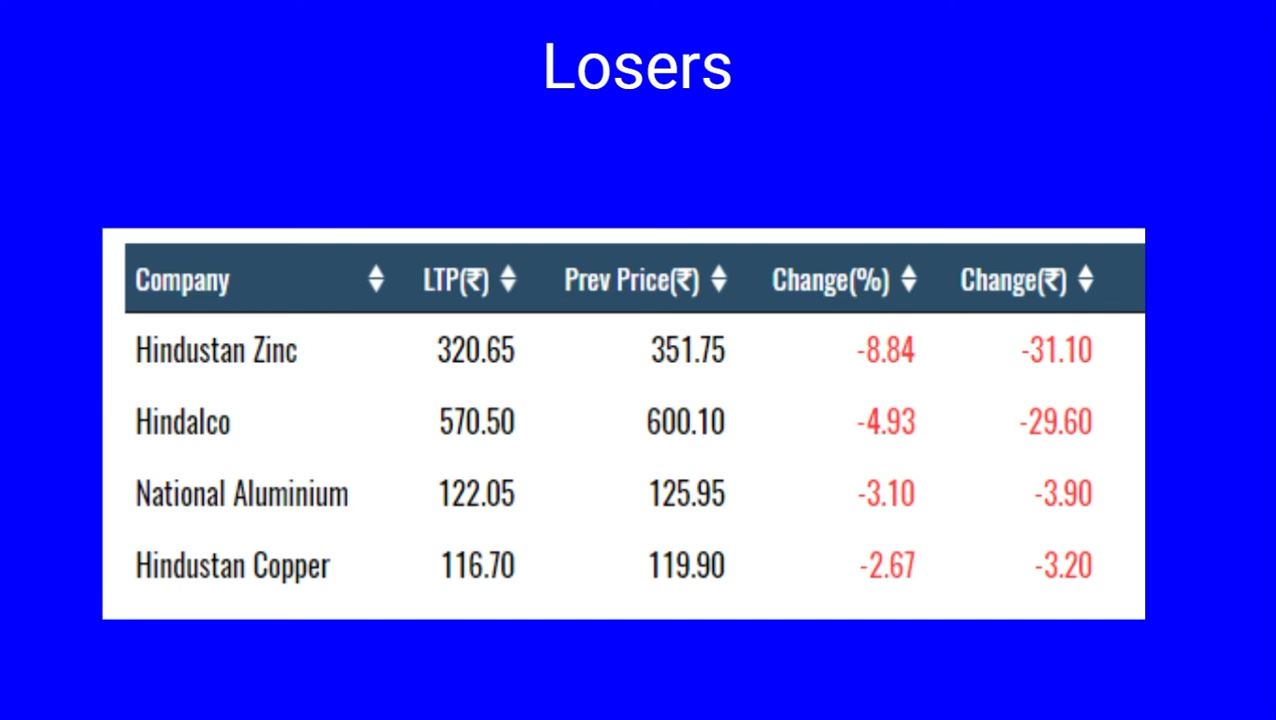 Losers
Company LTP(₹) Prev Price(₹) Change(%) Change(₹)
Hindustan Zinc 320.65 351.75 -8.84 -31.10
Hindalco 570.50 600.10 -4.93 -29.60
National Aluminium 122.05 125.95 -3.10 -3.90
Hindustan Copper 116.70 119.90 -2.67 -3.20